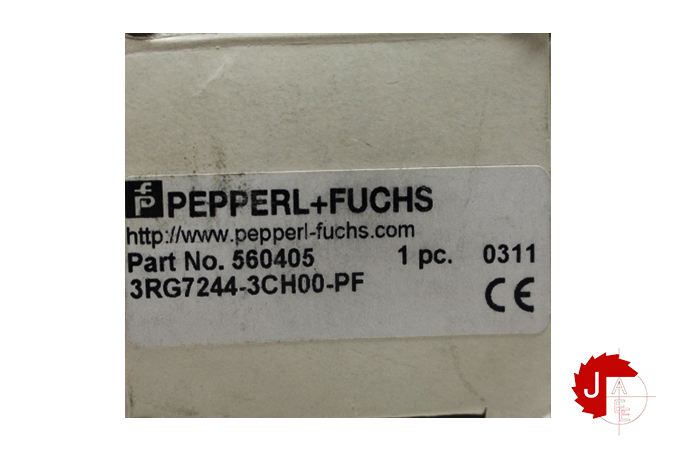 PEPPERL+FUCHS
http://www.pepperl-fuchs.com
Part No. 560405 1 pc. 0311
3RG7244-3CH00-PF
CE
J